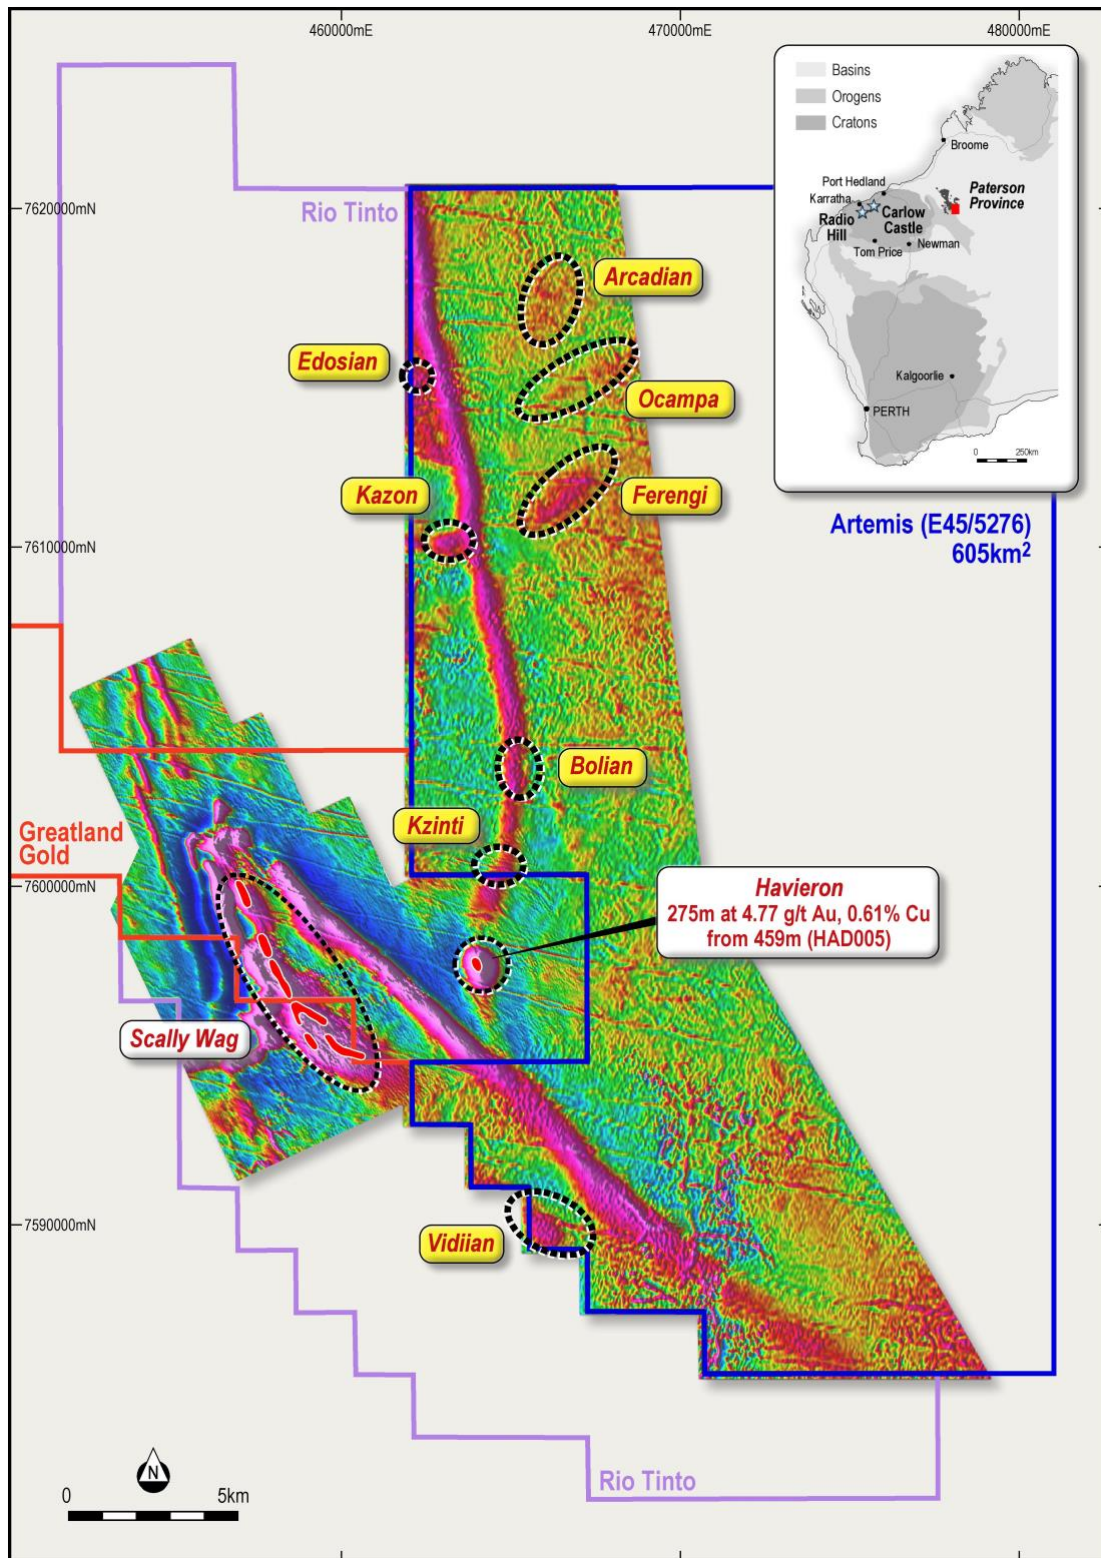 460000mE
470000mE
480000mE
Basins
Orogens
Cratons
Broome
Port Hedland
Karratha
Paterson
Province
Radio
Hill
Carlow
Castle
Tom Price
Newman
Kalgoorlie
PERTH
0 250km
Rio Tinto
7620000mN
Arcadian
Edosian
Ocampa
Kazon
Ferengi
Artemis (E45/5276)
605km²
7610000mN
Bolian
Kzinti
Greatland
Gold
7600000mN
Havieron
275m at 4.77 g/t Au, 0.61% Cu
from 459m (HAD005)
Scally Wag
7590000mN
Vidiian
N
0 5km
Rio Tinto